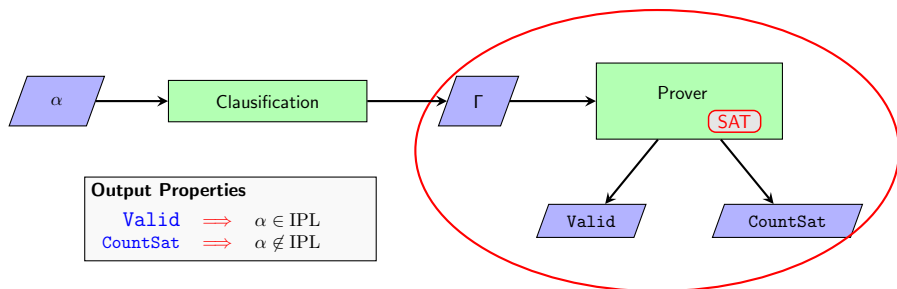 α
Clausification
Γ
Prover
SAT
Output Properties
Valid ⟹ α ∈ IPL
CountSat ⟹ α ∉ IPL
Valid
CountSat